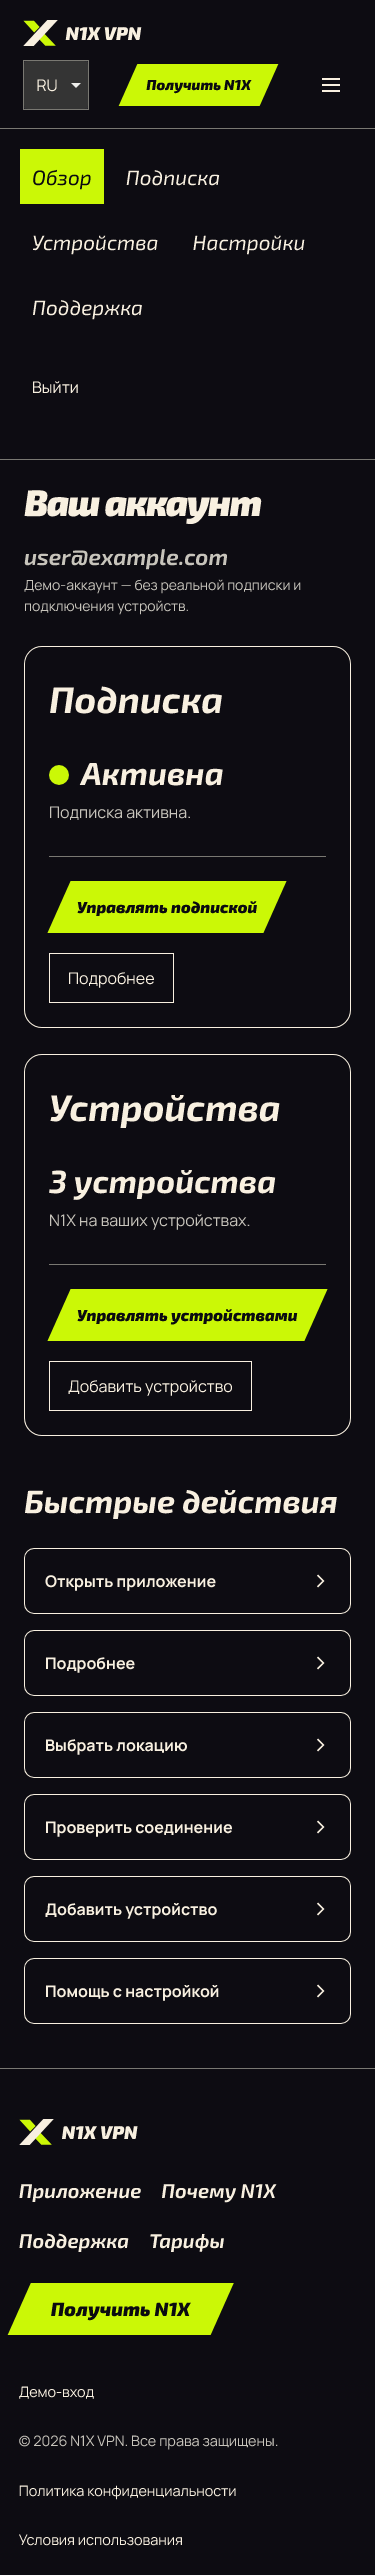 N1X VPN
RU
Получить N1X
Обзор
Подписка
Устройства
Настройки
Поддержка
Выйти
Ваш аккаунт
user@example.com
Демо-аккаунт — без реальной подписки и
подключения устройств.
Подписка
Активна
Подписка активна.
Управлять подпиской
Подробнее
Устройства
3 устройства
N1X на ваших устройствах.
Управлять устройствами
Добавить устройство
Быстрые действия
Открыть приложение
Подробнее
Выбрать локацию
Проверить соединение
Добавить устройство
Помощь с настройкой
N1X VPN
Приложение
Почему N1X
Поддержка
Тарифы
Получить N1X
Демо-вход
© 2026 N1X VPN. Все права защищены.
Политика конфиденциальности
Условия использования